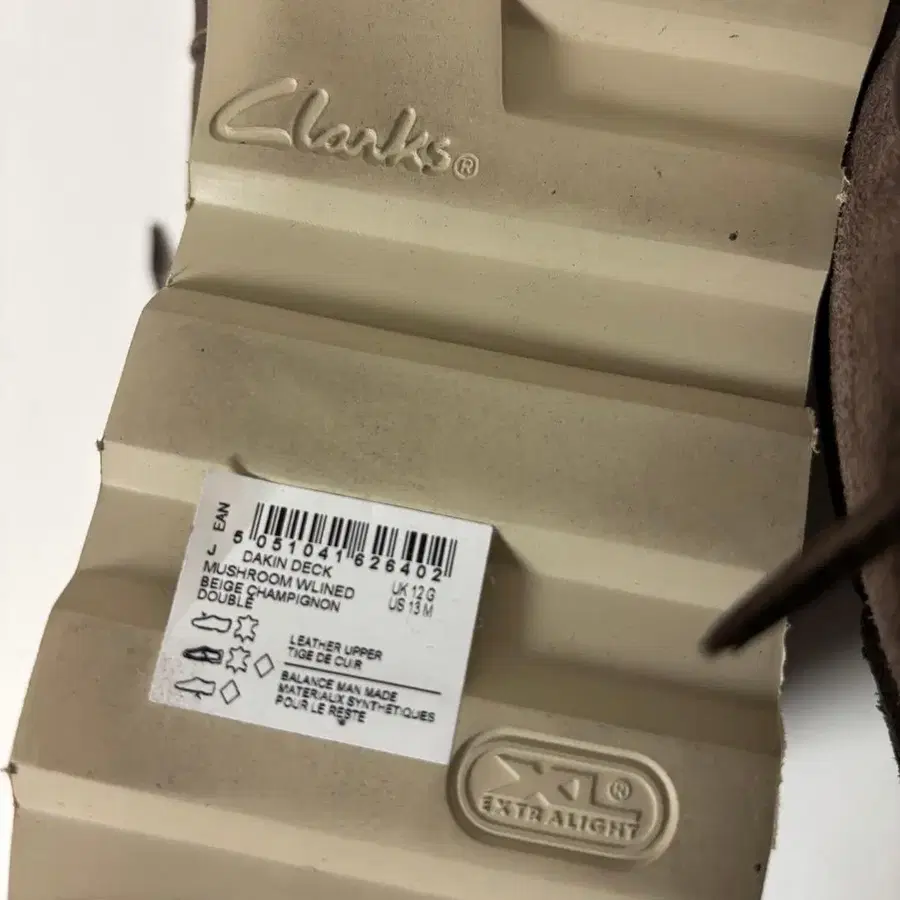 Clarks®
EAN
J
5 051041 626402
DAKIN DECK
MUSHROOM WLINED UK 12 G
BEIGE CHAMPIGNON US 13 M
DOUBLE
LEATHER UPPER
TIGE DE CUIR
BALANCE MAN MADE
MATERIAUX SYNTHETIQUES
POUR LE RESTE
XL®
EXTRALIGHT